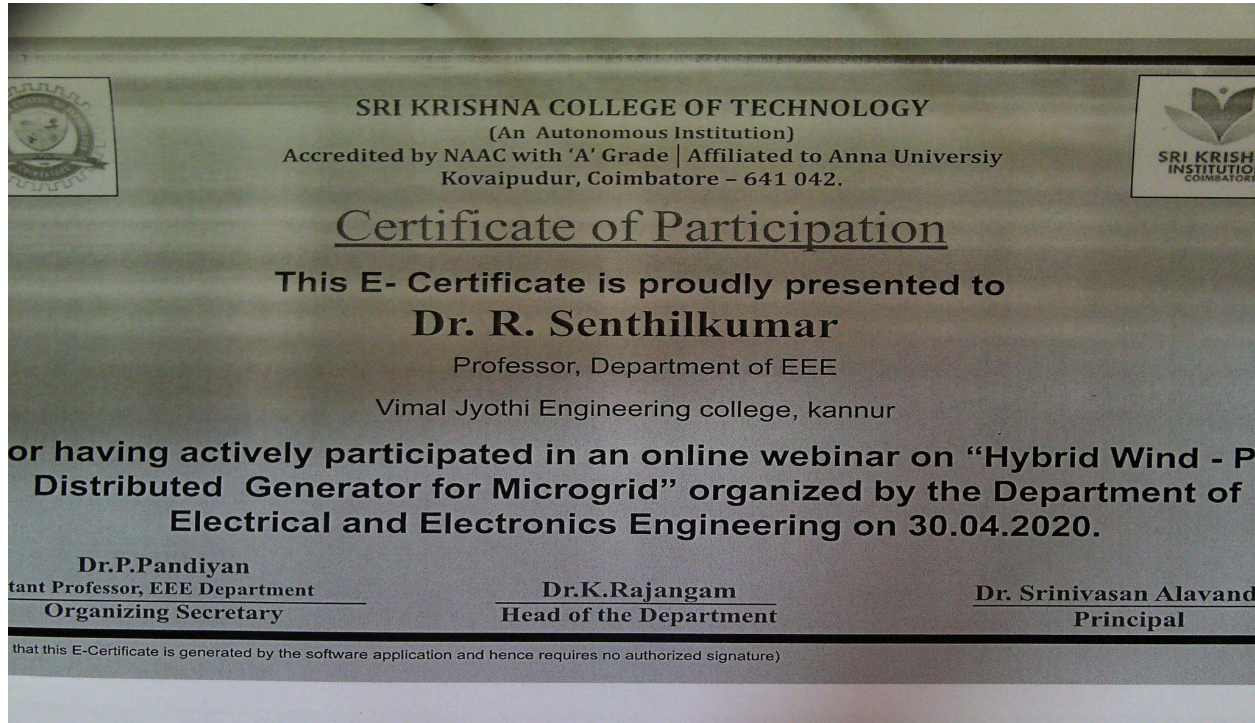 SRI KRISHNA COLLEGE OF TECHNOLOGY
(An Autonomous Institution)
Accredited by NAAC with ‘A’ Grade | Affiliated to Anna Universiy
Kovaipudur, Coimbatore – 641 042.
SRI KRISH
INSTITUTIO
COIMBATORE
Certificate of Participation
This E- Certificate is proudly presented to
Dr. R. Senthilkumar
Professor, Department of EEE
Vimal Jyothi Engineering college, kannur
or having actively participated in an online webinar on “Hybrid Wind - P
Distributed Generator for Microgrid” organized by the Department of
Electrical and Electronics Engineering on 30.04.2020.
Dr.P.Pandiyan
tant Professor, EEE Department
Organizing Secretary
Dr.K.Rajangam
Head of the Department
Dr. Srinivasan Alavand
Principal
that this E-Certificate is generated by the software application and hence requires no authorized signature)